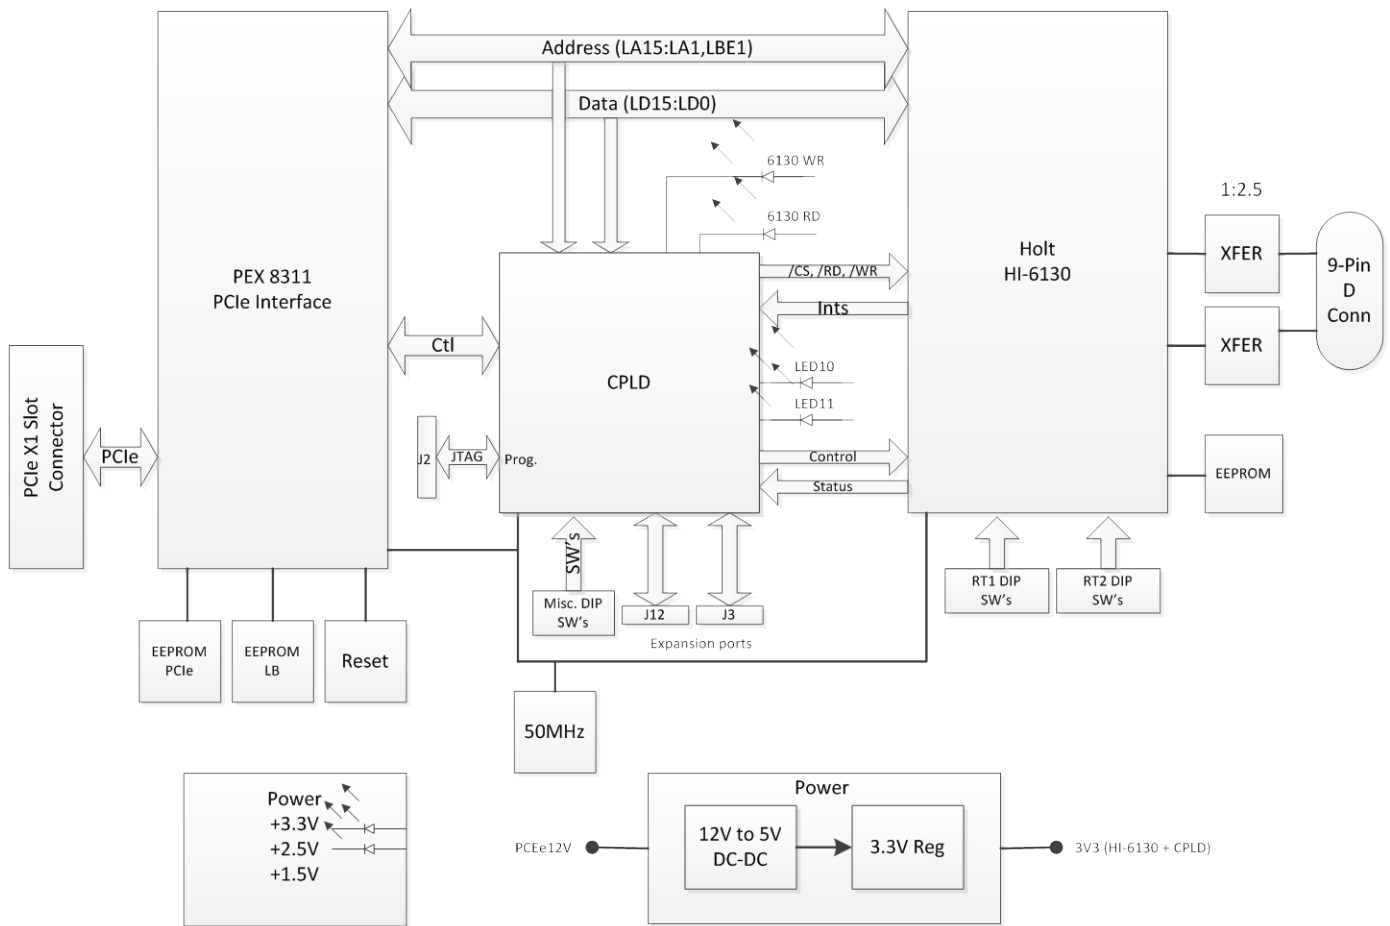 Address (LA15:LA1,LBE1)
Data (LD15:LD0)
6130 WR
6130 RD
1:2.5
PEX 8311
PCIe Interface
Holt
HI-6130
XFER
XFER
9-Pin
D
Conn
/CS, /RD, /WR
Ints
Ctl
CPLD
LED10
LED11
PCIe X1 Slot
Connector
PCIe
J2
JTAG
Prog.
Control
Status
EEPROM
SW's
Misc. DIP
SW's
J12
J3
Expansion ports
RT1 DIP
SW's
RT2 DIP
SW's
EEPROM
PCIe
EEPROM
LB
Reset
50MHz
Power
+3.3V
+2.5V
+1.5V
Power
PCEe12V
12V to 5V
DC-DC
3.3V Reg
3V3 (HI-6130 + CPLD)